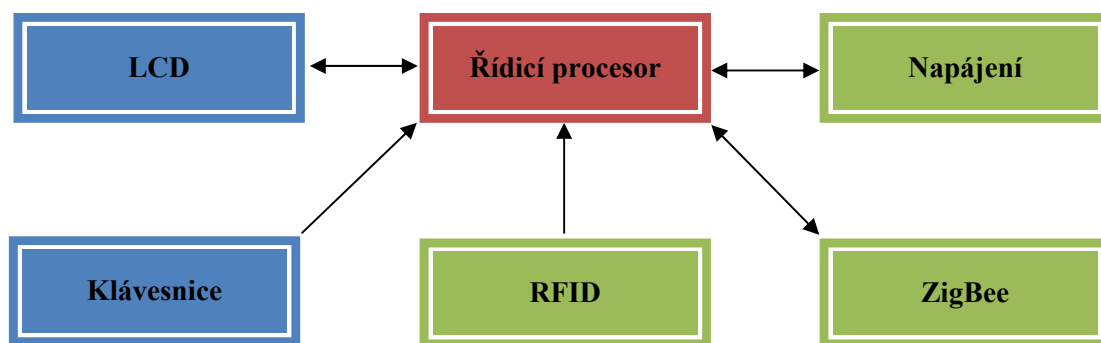 LCD
Řídicí procesor
Napájení
Klávesnice
RFID
ZigBee